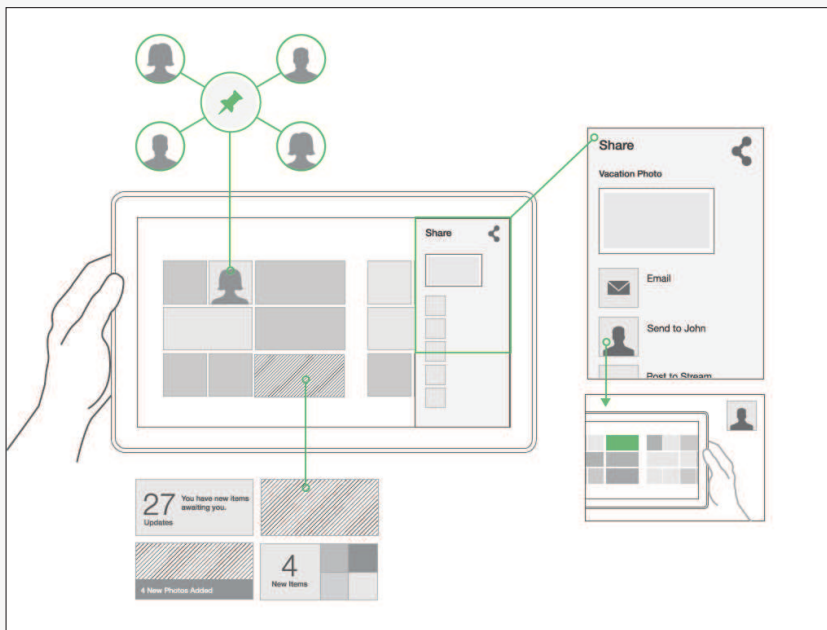 Share
Vacation Photo
Email
Send to John
Post to Stream
Share
27
Updates
You have new items
awaiting you.
4 New Photos Added
4
New Items